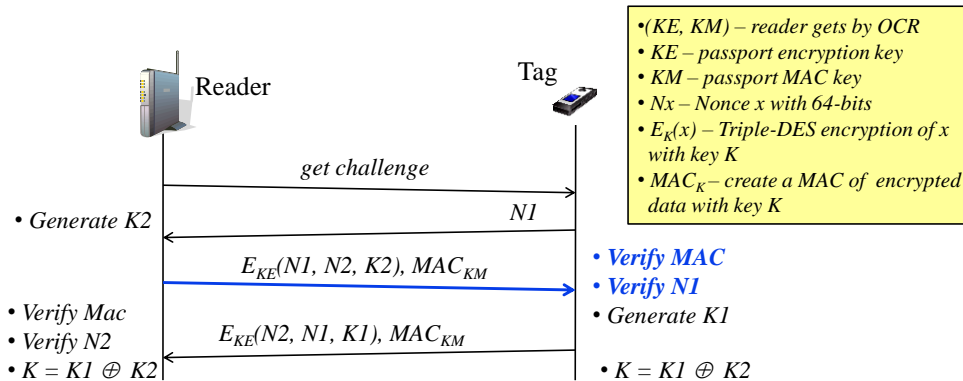 •(KE, KM) – reader gets by OCR
• KE – passport encryption key
• KM – passport MAC key
• Nx – Nonce x with 64-bits
• E_K(x) – Triple-DES encryption of x
with key K
• MAC_K – create a MAC of encrypted
data with key K
Reader
Tag
get challenge
N1
• Generate K2
E_KE(N1, N2, K2), MAC_KM
• Verify MAC
• Verify N1
• Generate K1
• Verify Mac
• Verify N2
• K = K1 ⊕ K2
E_KE(N2, N1, K1), MAC_KM
• K = K1 ⊕ K2